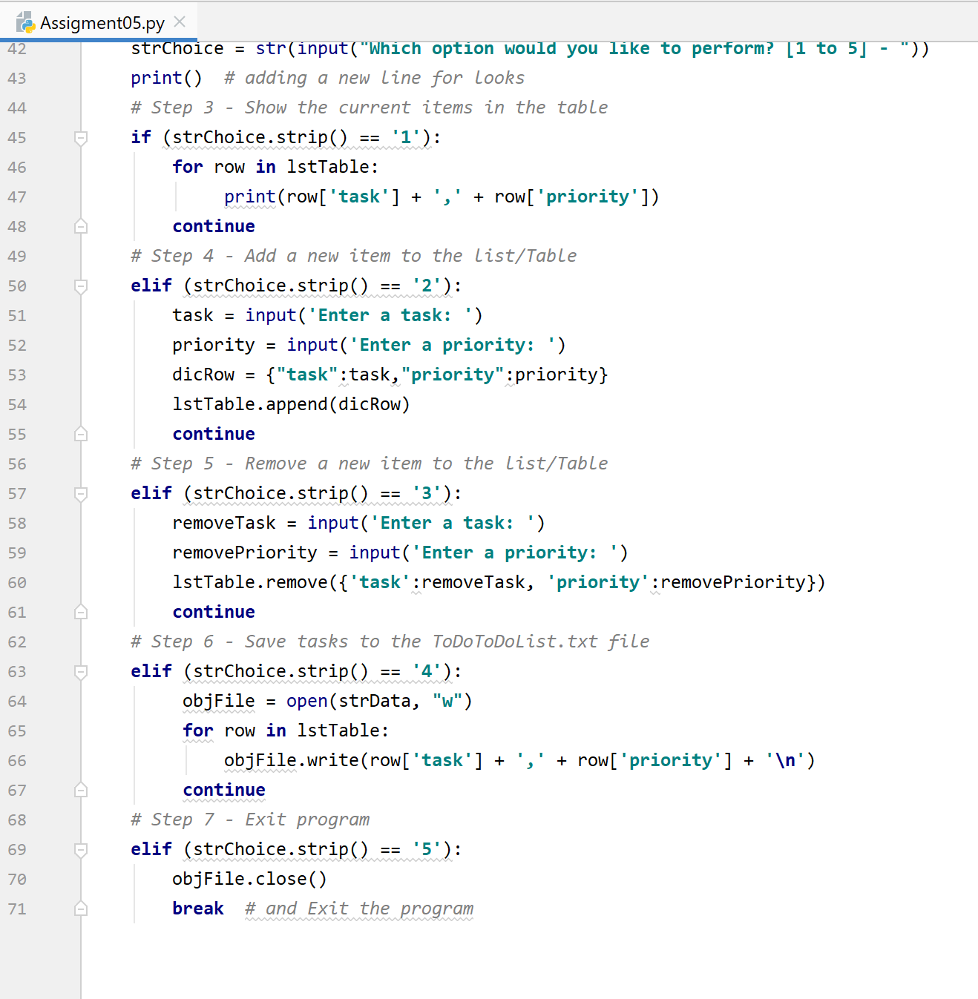 Assigment05.py
42 strChoice = str(input("Which option would you like to perform? [1 to 5] - "))
43 print()  # adding a new line for looks
44 # Step 3 - Show the current items in the table
45 if (strChoice.strip() == '1'):
46 for row in lstTable:
47 print(row['task'] + ',' + row['priority'])
48 continue
49 # Step 4 - Add a new item to the list/Table
50 elif (strChoice.strip() == '2'):
51 task = input('Enter a task: ')
52 priority = input('Enter a priority: ')
53 dicRow = {"task":task,"priority":priority}
54 lstTable.append(dicRow)
55 continue
56 # Step 5 - Remove a new item to the list/Table
57 elif (strChoice.strip() == '3'):
58 removeTask = input('Enter a task: ')
59 removePriority = input('Enter a priority: ')
60 lstTable.remove({'task':removeTask, 'priority':removePriority})
61 continue
62 # Step 6 - Save tasks to the ToDoToDoList.txt file
63 elif (strChoice.strip() == '4'):
64 objFile = open(strData, "w")
65 for row in lstTable:
66 objFile.write(row['task'] + ',' + row['priority'] + '\n')
67 continue
68 # Step 7 - Exit program
69 elif (strChoice.strip() == '5'):
70 objFile.close()
71 break  # and Exit the program